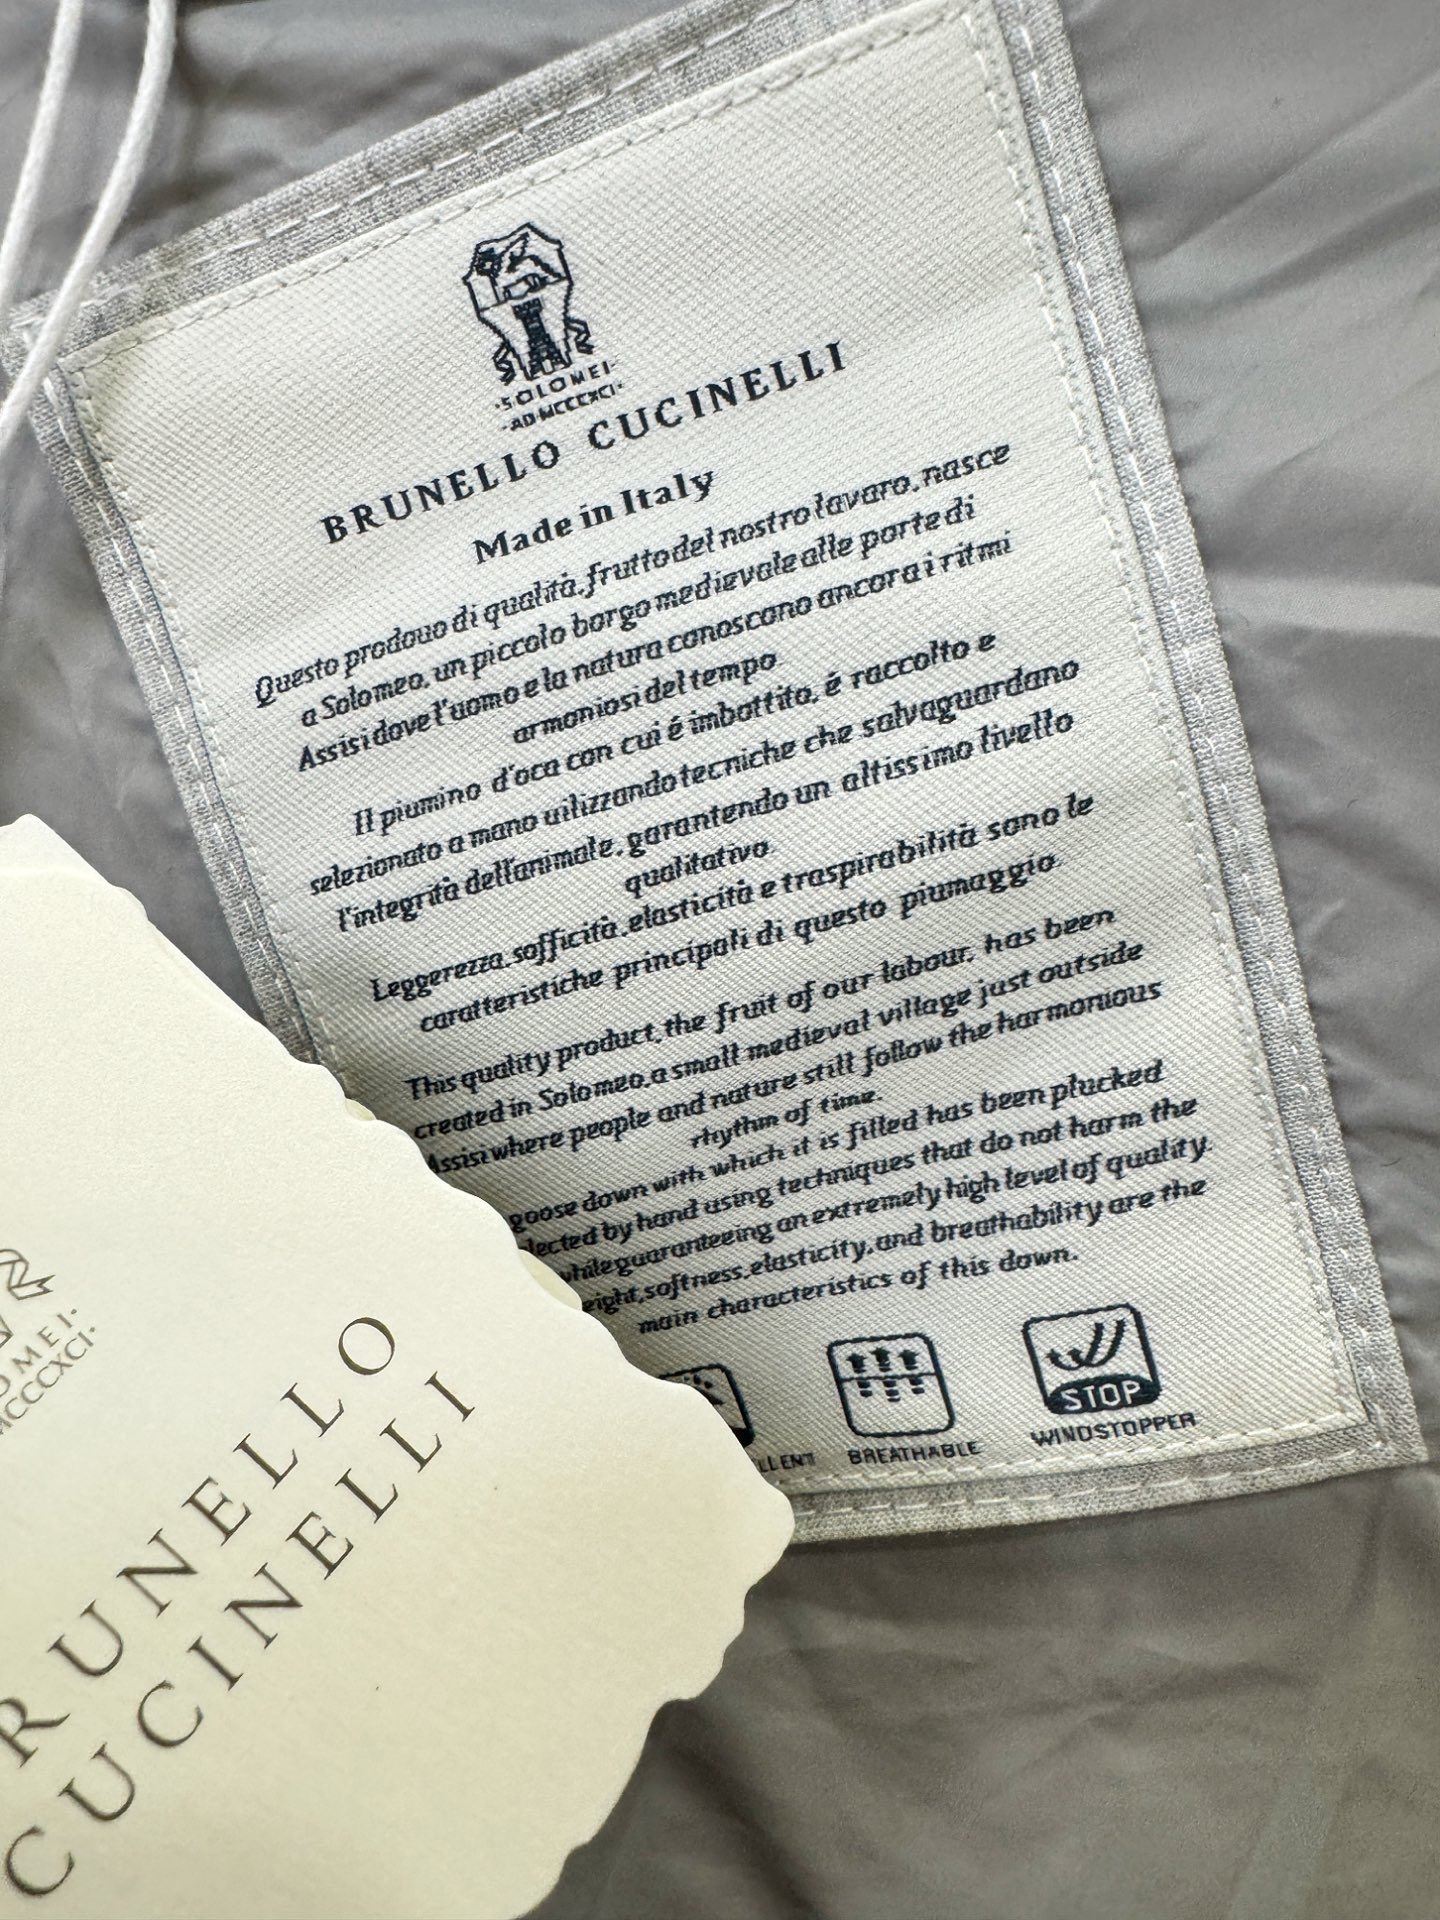 ·SOLOMEI·
·AD·MCCCXCI·
BRUNELLO CUCINELLI
Made in Italy
Questo prodouo di qualità, frutto del nostro lavaro, nasce
a Solomeo, un piccolo borgo medievale alle porte di
Assisi dove l'uomo e la natura conoscono ancora i ritmi
armoniosi del tempo
Il piumino d'oca con cui é imbottito, é raccolto e
selezionato a mano uilizzando tecniche che salvaguardano
l'integrità dell'animale, garantendo un altissimo livello
qualitativo.
Leggerezza, sofficità, elasticità e traspirabilità sono le
caratteristiche principali di questo piumaggio.
This quality product, the fruit of our labour, has been
created in Solomeo, a small medieval village just outside
Assisi where people and nature still follow the harmonious
rhythm of time.
goose down with which it is filled has been plucked
lected by hand using techniques that do not harm the
while guaranteeing an extremely high level of quality.
eight, softness, elasticity, and breathability are the
main characteristics of this down.
STOP
LLENT BREATHABLE WINDSTOPPER
OMEI·
MCCCXCI·
RUNELLO
CUCINELLI